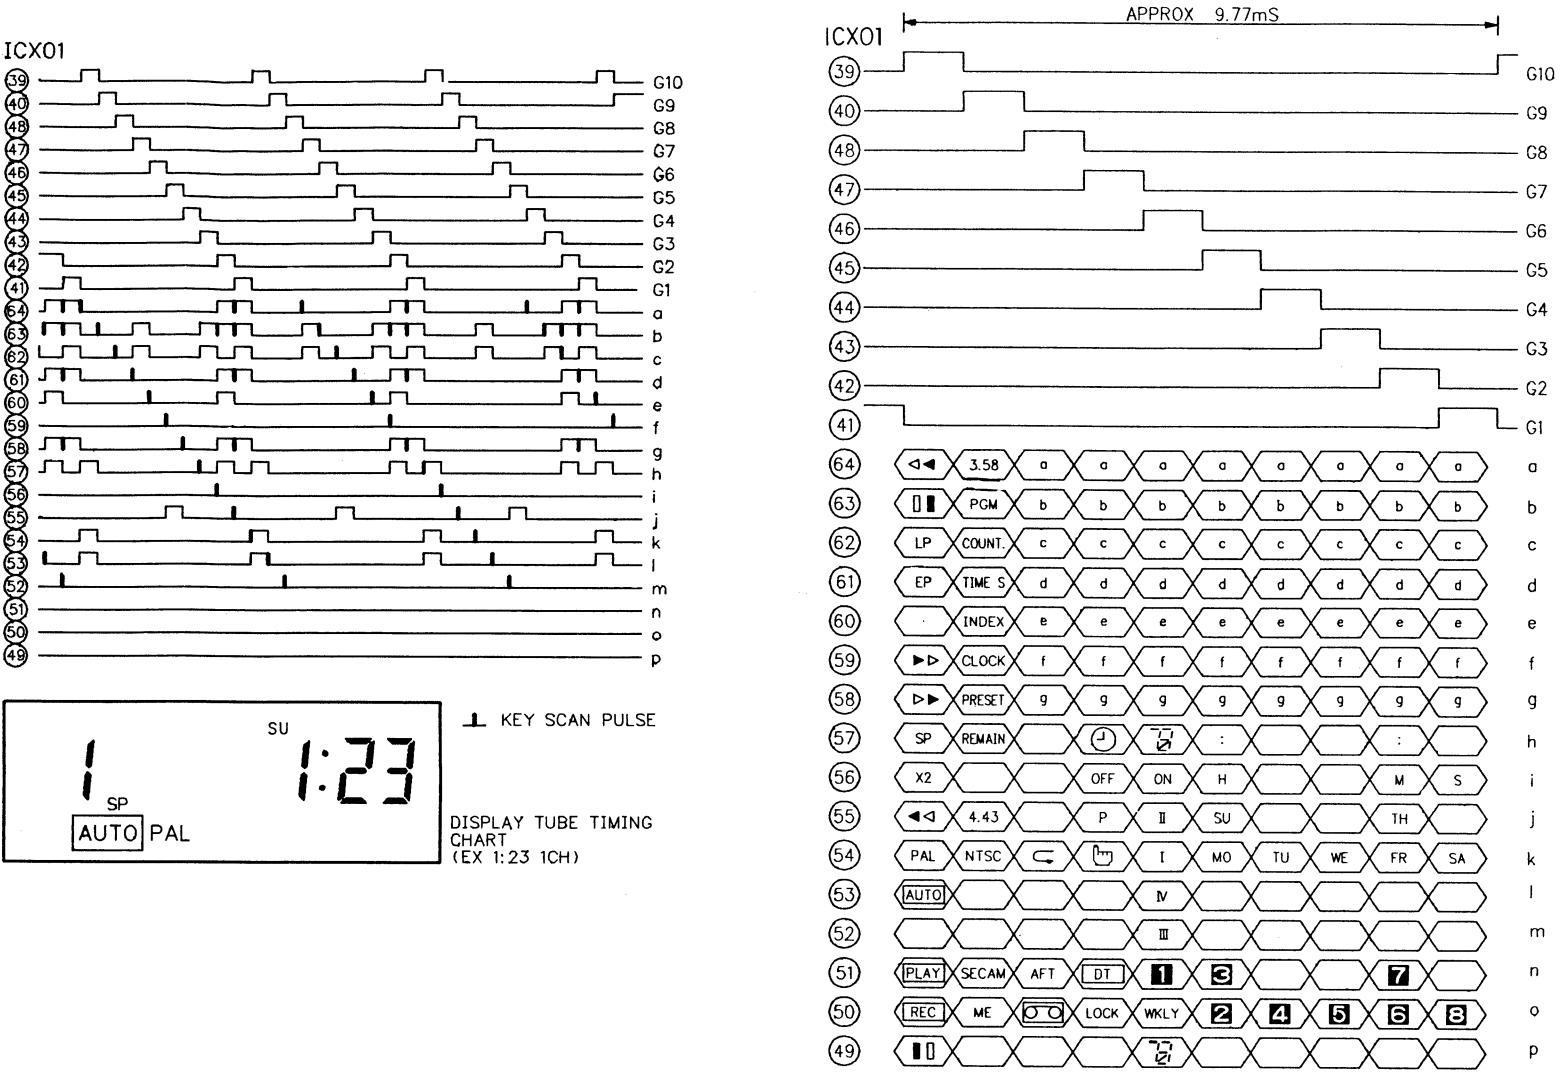 ICX01
39 G10
40 G9
48 G8
47 G7
46 G6
45 G5
44 G4
43 G3
42 G2
41 G1
64 a
63 b
62 c
61 d
60 e
59 f
58 g
57 h
56 i
55 j
54 k
53 l
52 m
51 n
50 o
49 p
SU
1 1:23
SP
AUTO PAL
KEY SCAN PULSE
DISPLAY TUBE TIMING
CHART
(EX 1:23 1CH)
APPROX 9.77mS
ICX01
39 G10
40 G9
48 G8
47 G7
46 G6
45 G5
44 G4
43 G3
42 G2
41 G1
64 3.58 a a a a a a a a a
63 PGM b b b b b b b b b
62 LP COUNT. c c c c c c c c c
61 EP TIME S d d d d d d d d d
60 INDEX e e e e e e e e e
59 CLOCK f f f f f f f f f
58 PRESET g g g g g g g g g
57 SP REMAIN : : h
56 X2 OFF ON H M S i
55 4.43 P II SU TH j
54 PAL NTSC I MO TU WE FR SA k
53 AUTO IV l
52 III m
51 PLAY SECAM AFT DT 1 3 7 n
50 REC ME LOCK WKLY 2 4 5 6 8 o
49 p